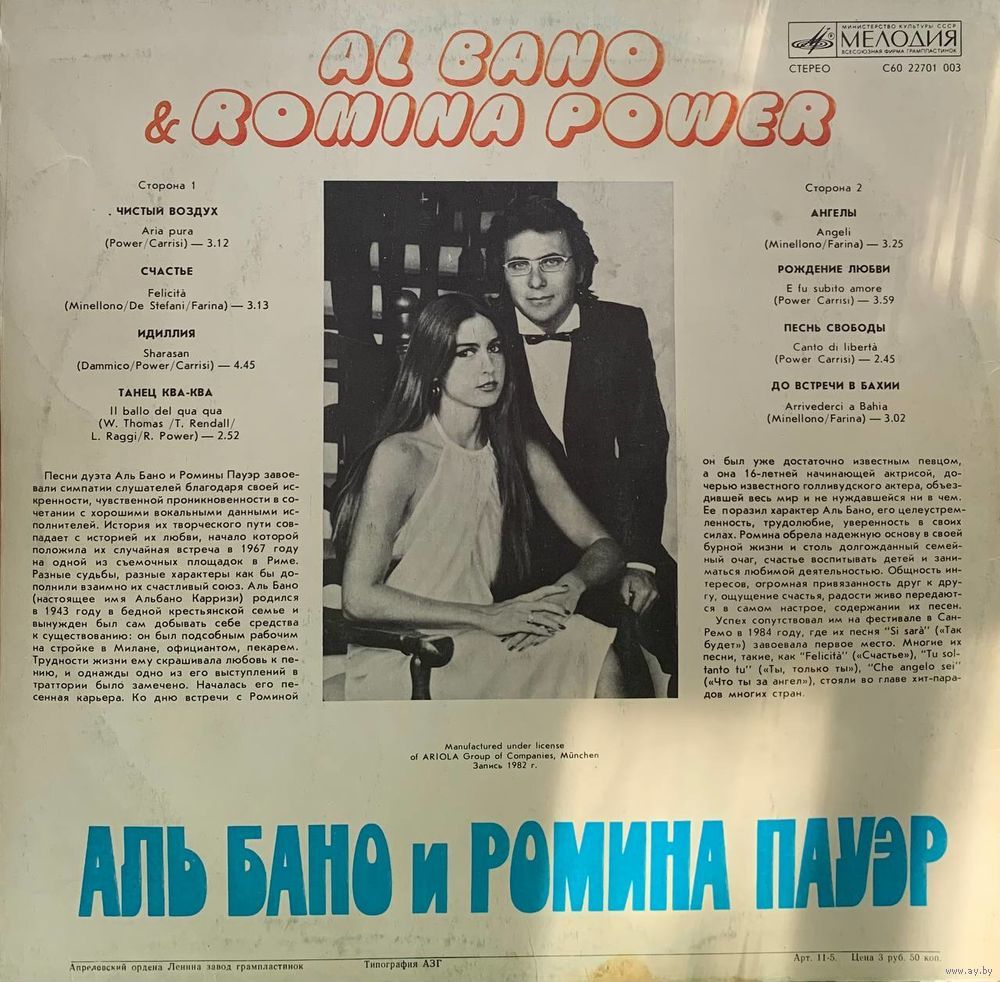 AL BANO
& ROMINA POWER
МИНИСТЕРСТВО КУЛЬТУРЫ СССР
МЕЛОДИЯ
ВСЕСОЮЗНАЯ ФИРМА ГРАМПЛАСТИНОК
СТЕРЕО С60 22701 003
Сторона 1
ЧИСТЫЙ ВОЗДУХ
Aria pura
(Power/Carrisi) — 3.12
СЧАСТЬЕ
Felicità
(Minellono/De Stefani/Farina) — 3.13
ИДИЛЛИЯ
Sharasan
(Dammico/Power/Carrisi) — 4.45
ТАНЕЦ КВА-КВА
Il ballo del qua qua
(W. Thomas /T. Rendall/
L. Raggi/R. Power) — 2.52
Сторона 2
АНГЕЛЫ
Angeli
(Minellono/Farina) — 3.25
РОЖДЕНИЕ ЛЮБВИ
E fu subito amore
(Power Carrisi) — 3.59
ПЕСНЬ СВОБОДЫ
Canto di libertà
(Power Carrisi) — 2.45
ДО ВСТРЕЧИ В БАХИИ
Arrivederci a Bahia
(Minellono/Farina) — 3.02
Песни дуэта Аль Бано и Ромины Пауэр завое-
вали симпатии слушателей благодаря своей ис-
кренности, чувственной проникновенности в со-
четании с хорошими вокальными данными ис-
полнителей. История их творческого пути сов-
падает с историей их любви, начало которой
положила их случайная встреча в 1967 году
на одной из съемочных площадок в Риме.
Разные судьбы, разные характеры как бы до-
полнили взаимно их счастливый союз. Аль Бано
(настоящее имя Альбано Карризи) родился
в 1943 году в бедной крестьянской семье и
вынужден был сам добывать себе средства
к существованию: он был подсобным рабочим
на стройке в Милане, официантом, пекарем.
Трудности жизни ему скрашивала любовь к пе-
нию, и однажды одно из его выступлений в
траттории было замечено. Началась его пе-
сенная карьера. Ко дню встречи с Роминой
он был уже достаточно известным певцом,
а она 16-летней начинающей актрисой, до-
черью известного голливудского актера, объез-
дившей весь мир и не нуждавшейся ни в чем.
Ее поразил характер Аль Бано, его целеустрем-
ленность, трудолюбие, уверенность в своих
силах. Ромина обрела надежную основу в своей
бурной жизни и столь долгожданный семей-
ный очаг, счастье воспитывать детей и зани-
маться любимой деятельностью. Общность ин-
тересов, огромная привязанность друг к дру-
гу, ощущение счастья, радости живо передают-
ся в самом настрое, содержании их песен.
Успех сопутствовал им на фестивале в Сан-
Ремо в 1984 году, где их песня "Si sarà" («Так
будет») завоевала первое место. Многие их
песни, такие, как "Felicità" («Счастье»), "Tu sol-
tanto tu" («Ты, только ты»), "Che angelo sei"
(«Что ты за ангел»), стояли во главе хит-пара-
дов многих стран.
Manufactured under license
of ARIOLA Group of Companies, München
Запись 1982 г.
АЛЬ БАНО и РОМИНА ПАУЭР
Апрелевский ордена Ленина завод грампластинок Типография АЗГ Арт. 11-5. Цена 3 руб. 50 коп.
www.ay.by